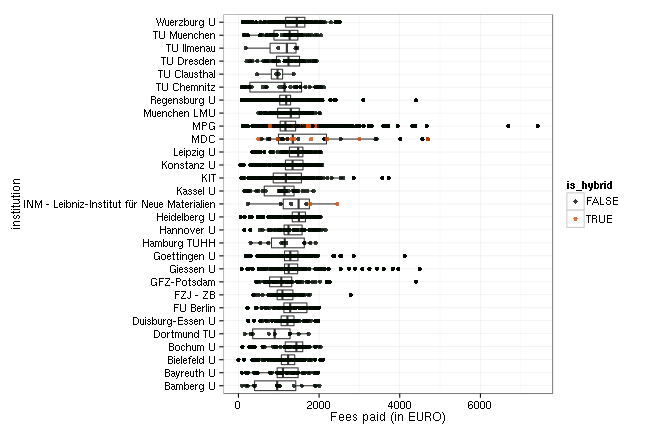 Wuerzburg U
TU Muenchen
TU Ilmenau
TU Dresden
TU Clausthal
TU Chemnitz
Regensburg U
Muenchen LMU
MPG
MDC
Leipzig U
Konstanz U
KIT
Kassel U
INM - Leibniz-Institut für Neue Materialien
Heidelberg U
Hannover U
Hamburg TUHH
Goettingen U
Giessen U
GFZ-Potsdam
FZJ - ZB
FU Berlin
Duisburg-Essen U
Dortmund TU
Bochum U
Bielefeld U
Bayreuth U
Bamberg U
institution
0 2000 4000 6000
Fees paid (in EURO)
is_hybrid
FALSE
TRUE